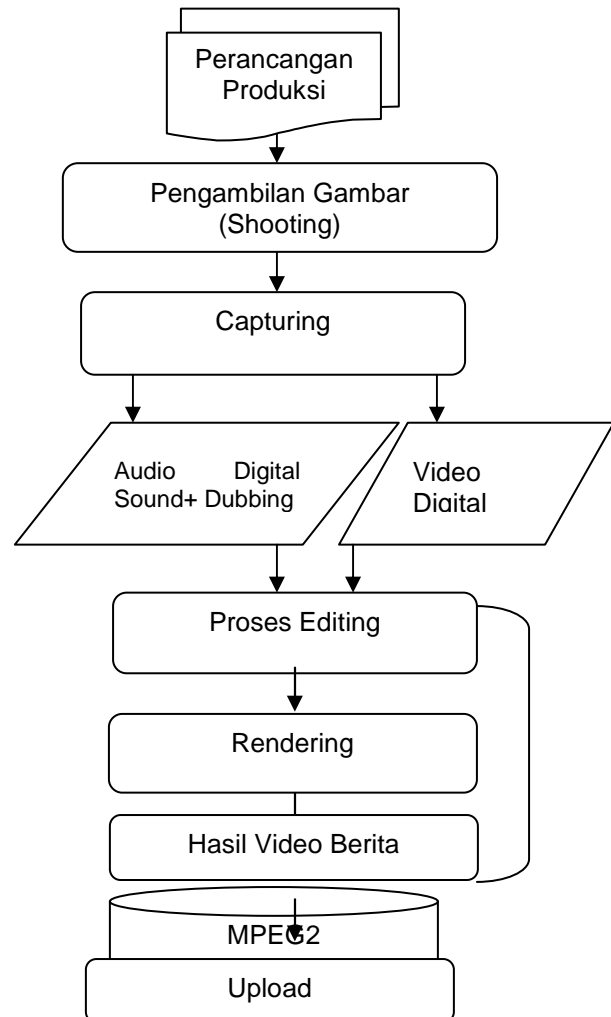 Perancangan
Produksi
Pengambilan Gambar
(Shooting)
Capturing
Audio Digital
Sound+ Dubbing
Video
Digital
Proses Editing
Rendering
Hasil Video Berita
MPEG2
Upload